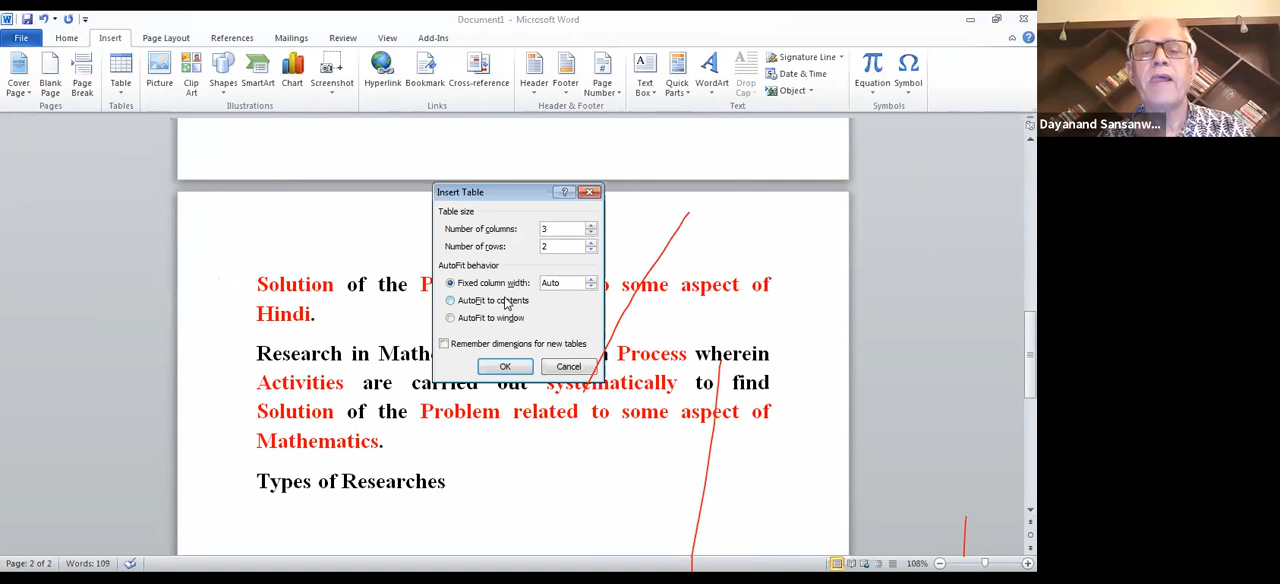 Document1 - Microsoft Word
File Home Insert Page Layout References Mailings Review View Add-Ins
Cover Page Blank Page Page Break Table Picture Clip Art Shapes SmartArt Chart Screenshot Hyperlink Bookmark Cross-reference Header Footer Page Number Text Box Quick Parts WordArt Drop Cap Signature Line Date & Time Object Equation Symbol
Pages Tables Illustrations Links Header & Footer Text Symbols
Dayanand Sansanw...
Insert Table
Table size
Number of columns: 3
Number of rows: 2
AutoFit behavior
Fixed column width: Auto
AutoFit to contents
AutoFit to window
Remember dimensions for new tables
OK Cancel
Solution of the P some aspect of
Hindi.
Research in Math Process wherein
Activities are carried out systematically to find
Solution of the Problem related to some aspect of
Mathematics.
Types of Researches
Page: 2 of 2 Words: 109 108%